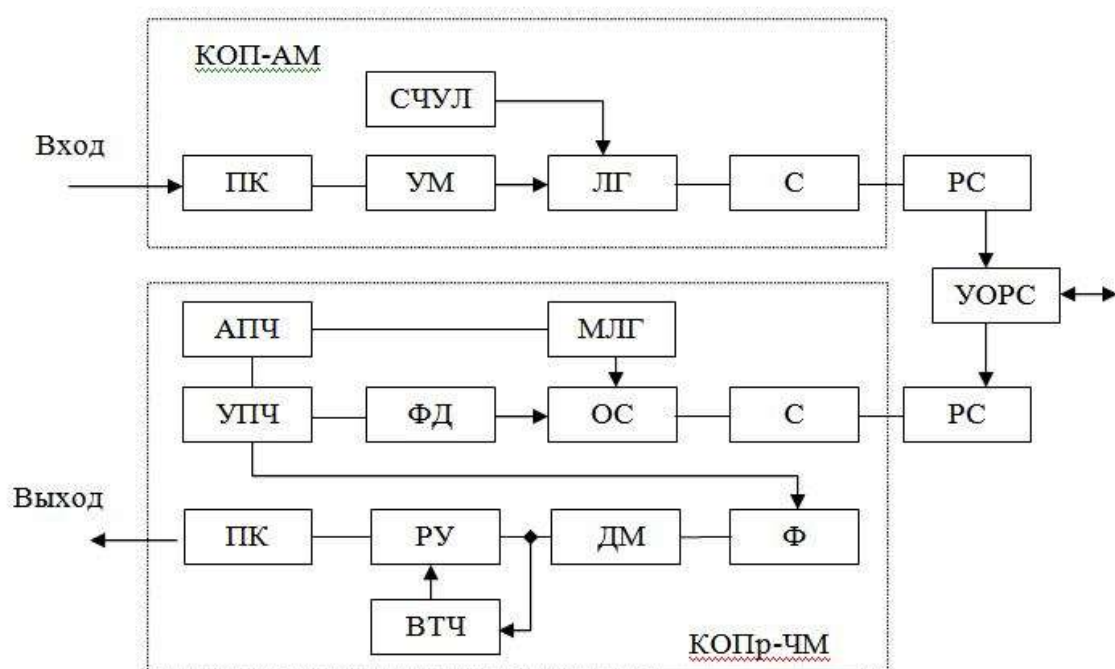 КОП-АМ
СЧУЛ
Вход
ПК УМ ЛГ С РС
УОРС
АПЧ МЛГ
УПЧ ФД ОС С РС
Выход
ПК РУ ДМ Ф
ВТЧ
КОПр-ЧМ